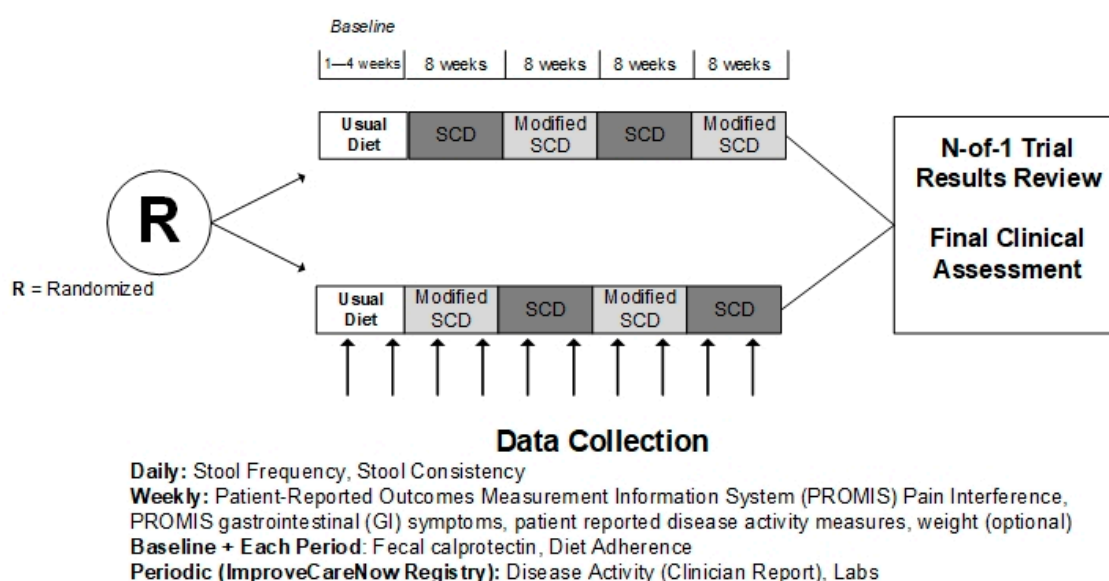 Baseline
1—4 weeks 8 weeks 8 weeks 8 weeks 8 weeks
Usual Diet SCD Modified SCD SCD Modified SCD
N-of-1 Trial
Results Review
Final Clinical
Assessment
R
R = Randomized
Usual Diet Modified SCD SCD Modified SCD SCD
Data Collection
Daily: Stool Frequency, Stool Consistency
Weekly: Patient-Reported Outcomes Measurement Information System (PROMIS) Pain Interference,
PROMIS gastrointestinal (GI) symptoms, patient reported disease activity measures, weight (optional)
Baseline + Each Period: Fecal calprotectin, Diet Adherence
Periodic (ImproveCareNow Registry): Disease Activity (Clinician Report), Labs